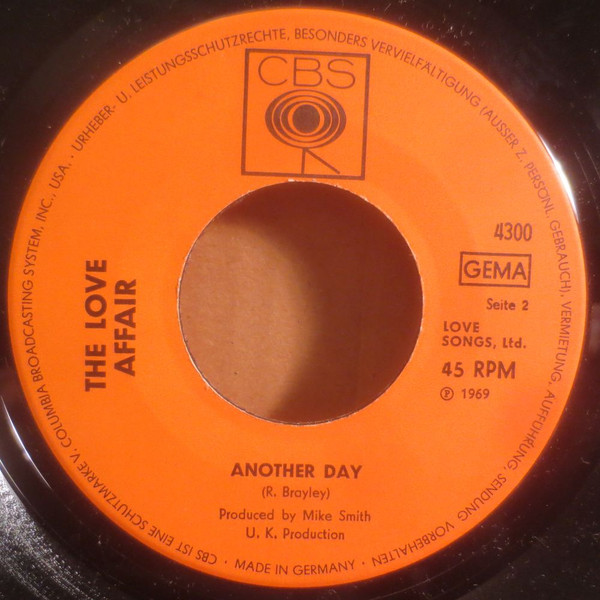 URHEBER- U. LEISTUNGSSCHUTZRECHTE, BESONDERS VERVIELFÄLTIGUNG (AUSSER Z. PERSÖNL. GEBRAUCH), VERMIETUNG, AUFFÜHRUNG, SENDUNG VORBEHALTEN · MADE IN GERMANY · CBS IST EINE SCHUTZMARKE V. COLUMBIA BROADCASTING SYSTEM, INC., USA. ·
CBS
4300
GEMA
Seite 2
LOVE
SONGS, Ltd.
45 RPM
Ⓟ 1969
THE LOVE
AFFAIR
ANOTHER DAY
(R. Brayley)
Produced by Mike Smith
U. K. Production